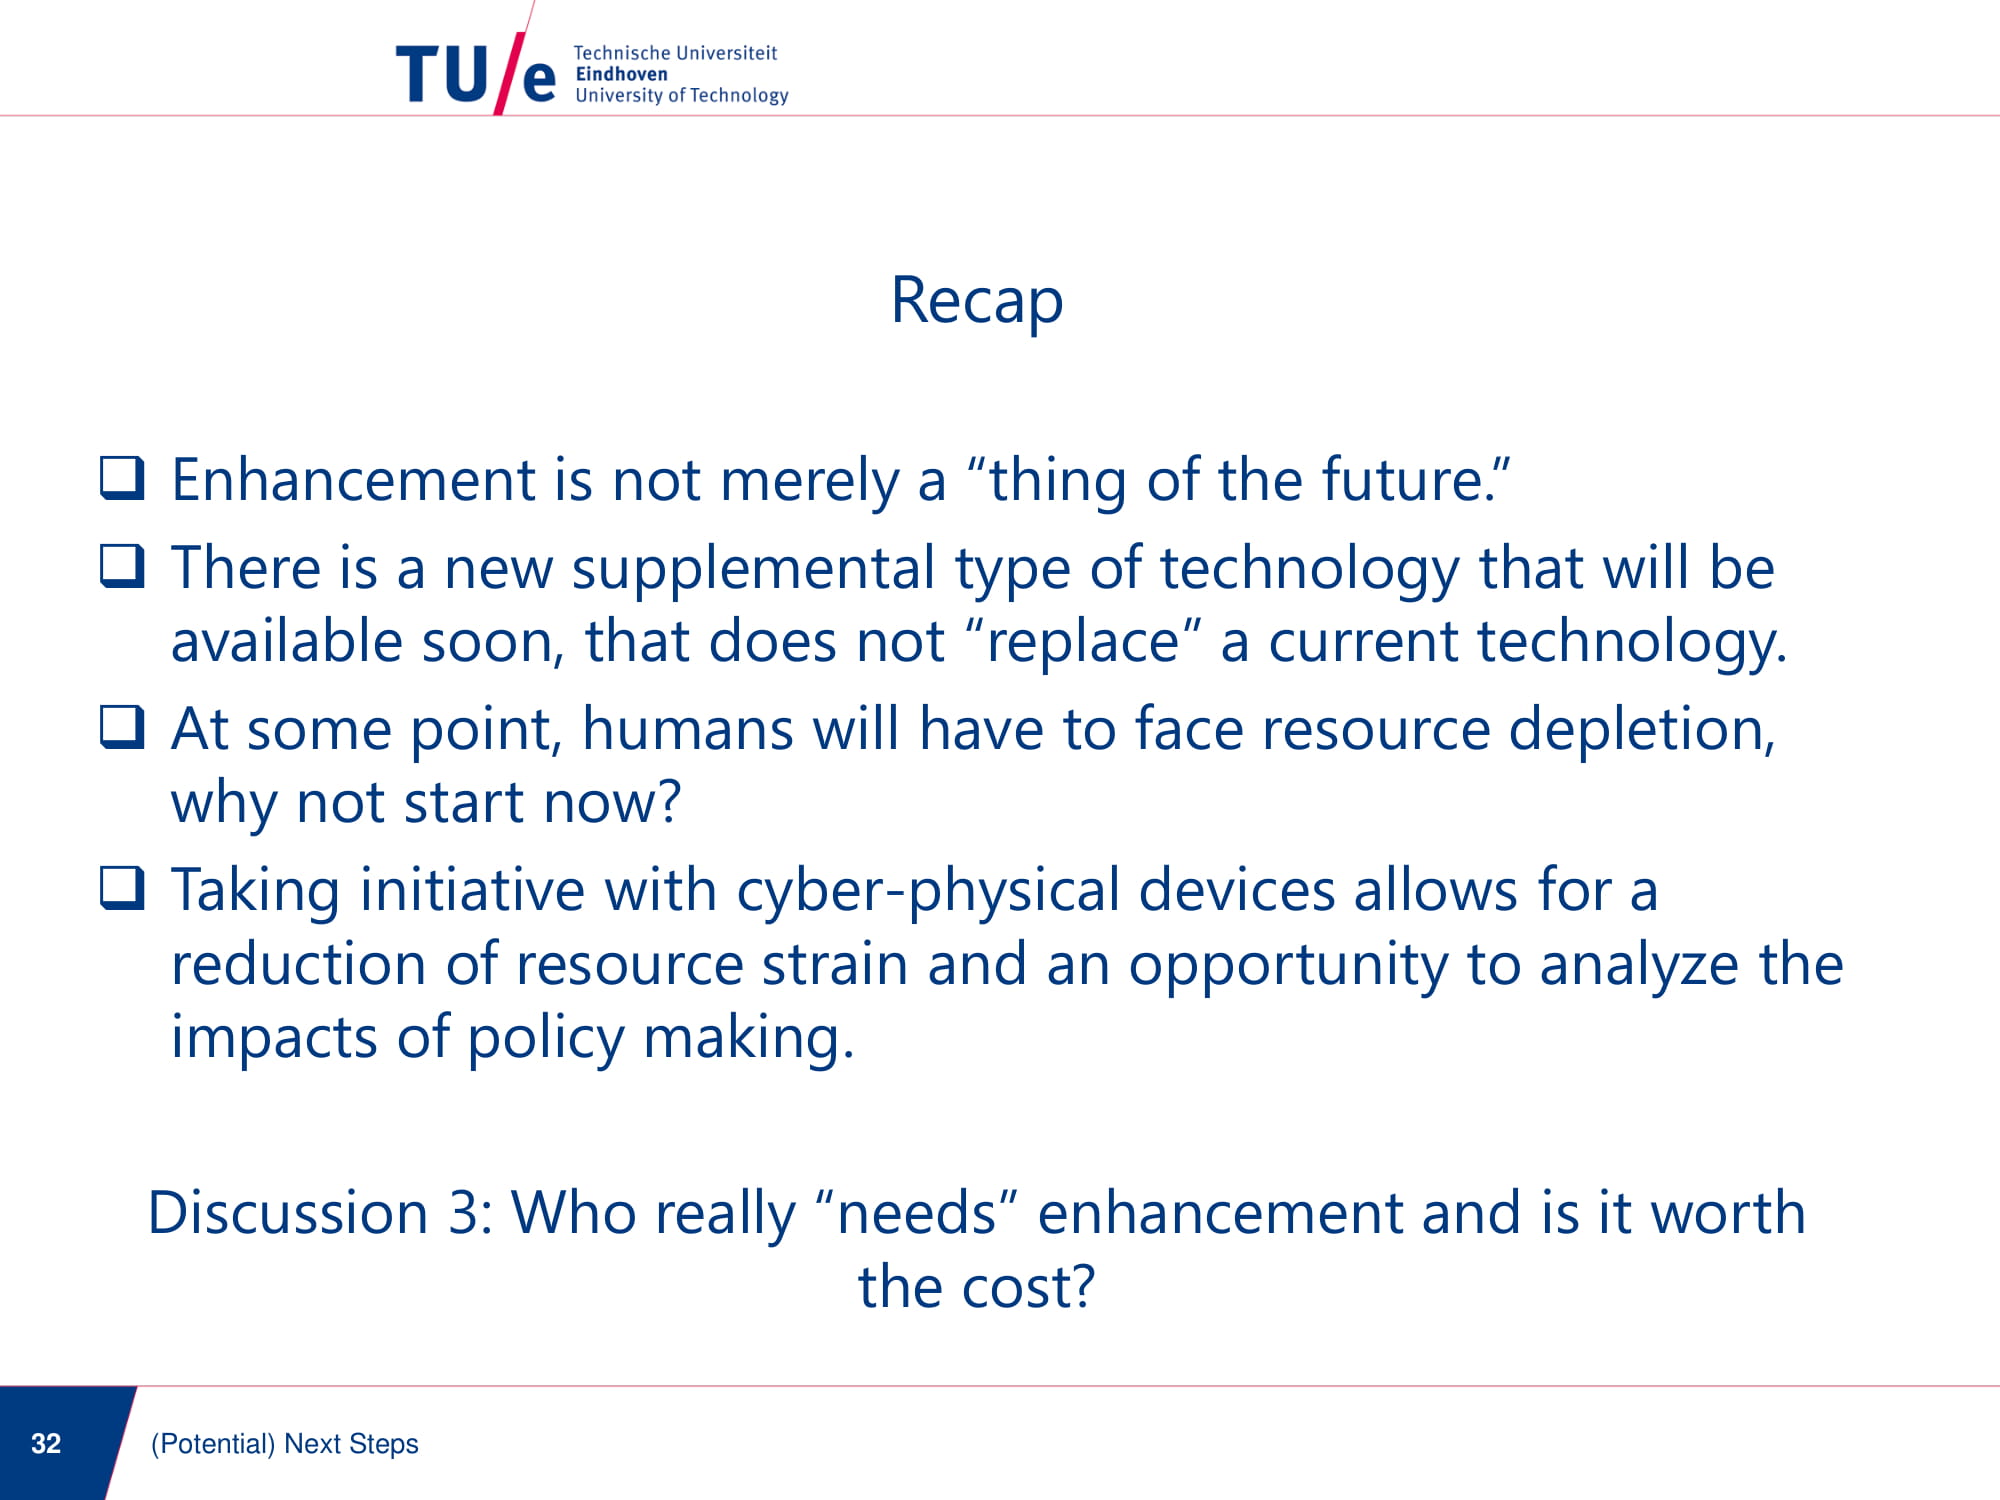 TU/e
Technische Universiteit
Eindhoven
University of Technology
Recap
❑ Enhancement is not merely a “thing of the future.”
❑ There is a new supplemental type of technology that will be
available soon, that does not “replace” a current technology.
❑ At some point, humans will have to face resource depletion,
why not start now?
❑ Taking initiative with cyber-physical devices allows for a
reduction of resource strain and an opportunity to analyze the
impacts of policy making.
Discussion 3: Who really “needs” enhancement and is it worth
the cost?
32
(Potential) Next Steps